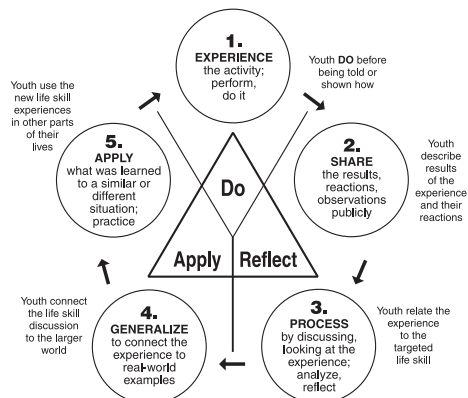 1.
EXPERIENCE
the activity;
perform,
do it
Youth DO before
being told or
shown how
2.
SHARE
the results,
reactions,
observations
publicly
Youth
describe
results
of the
experience
and their
reactions
3.
PROCESS
by discussing,
looking at the
experience;
analyze,
reflect
Youth relate the
experience
to the
targeted
life skill
4.
GENERALIZE
to connect the
experience to
real-world
examples
Youth connect
the life skill
discussion
to the larger
world
5.
APPLY
what was learned
to a similar or
different
situation;
practice
Youth use the
new life skill
experiences
in other parts
of their
lives
Do
Apply
Reflect